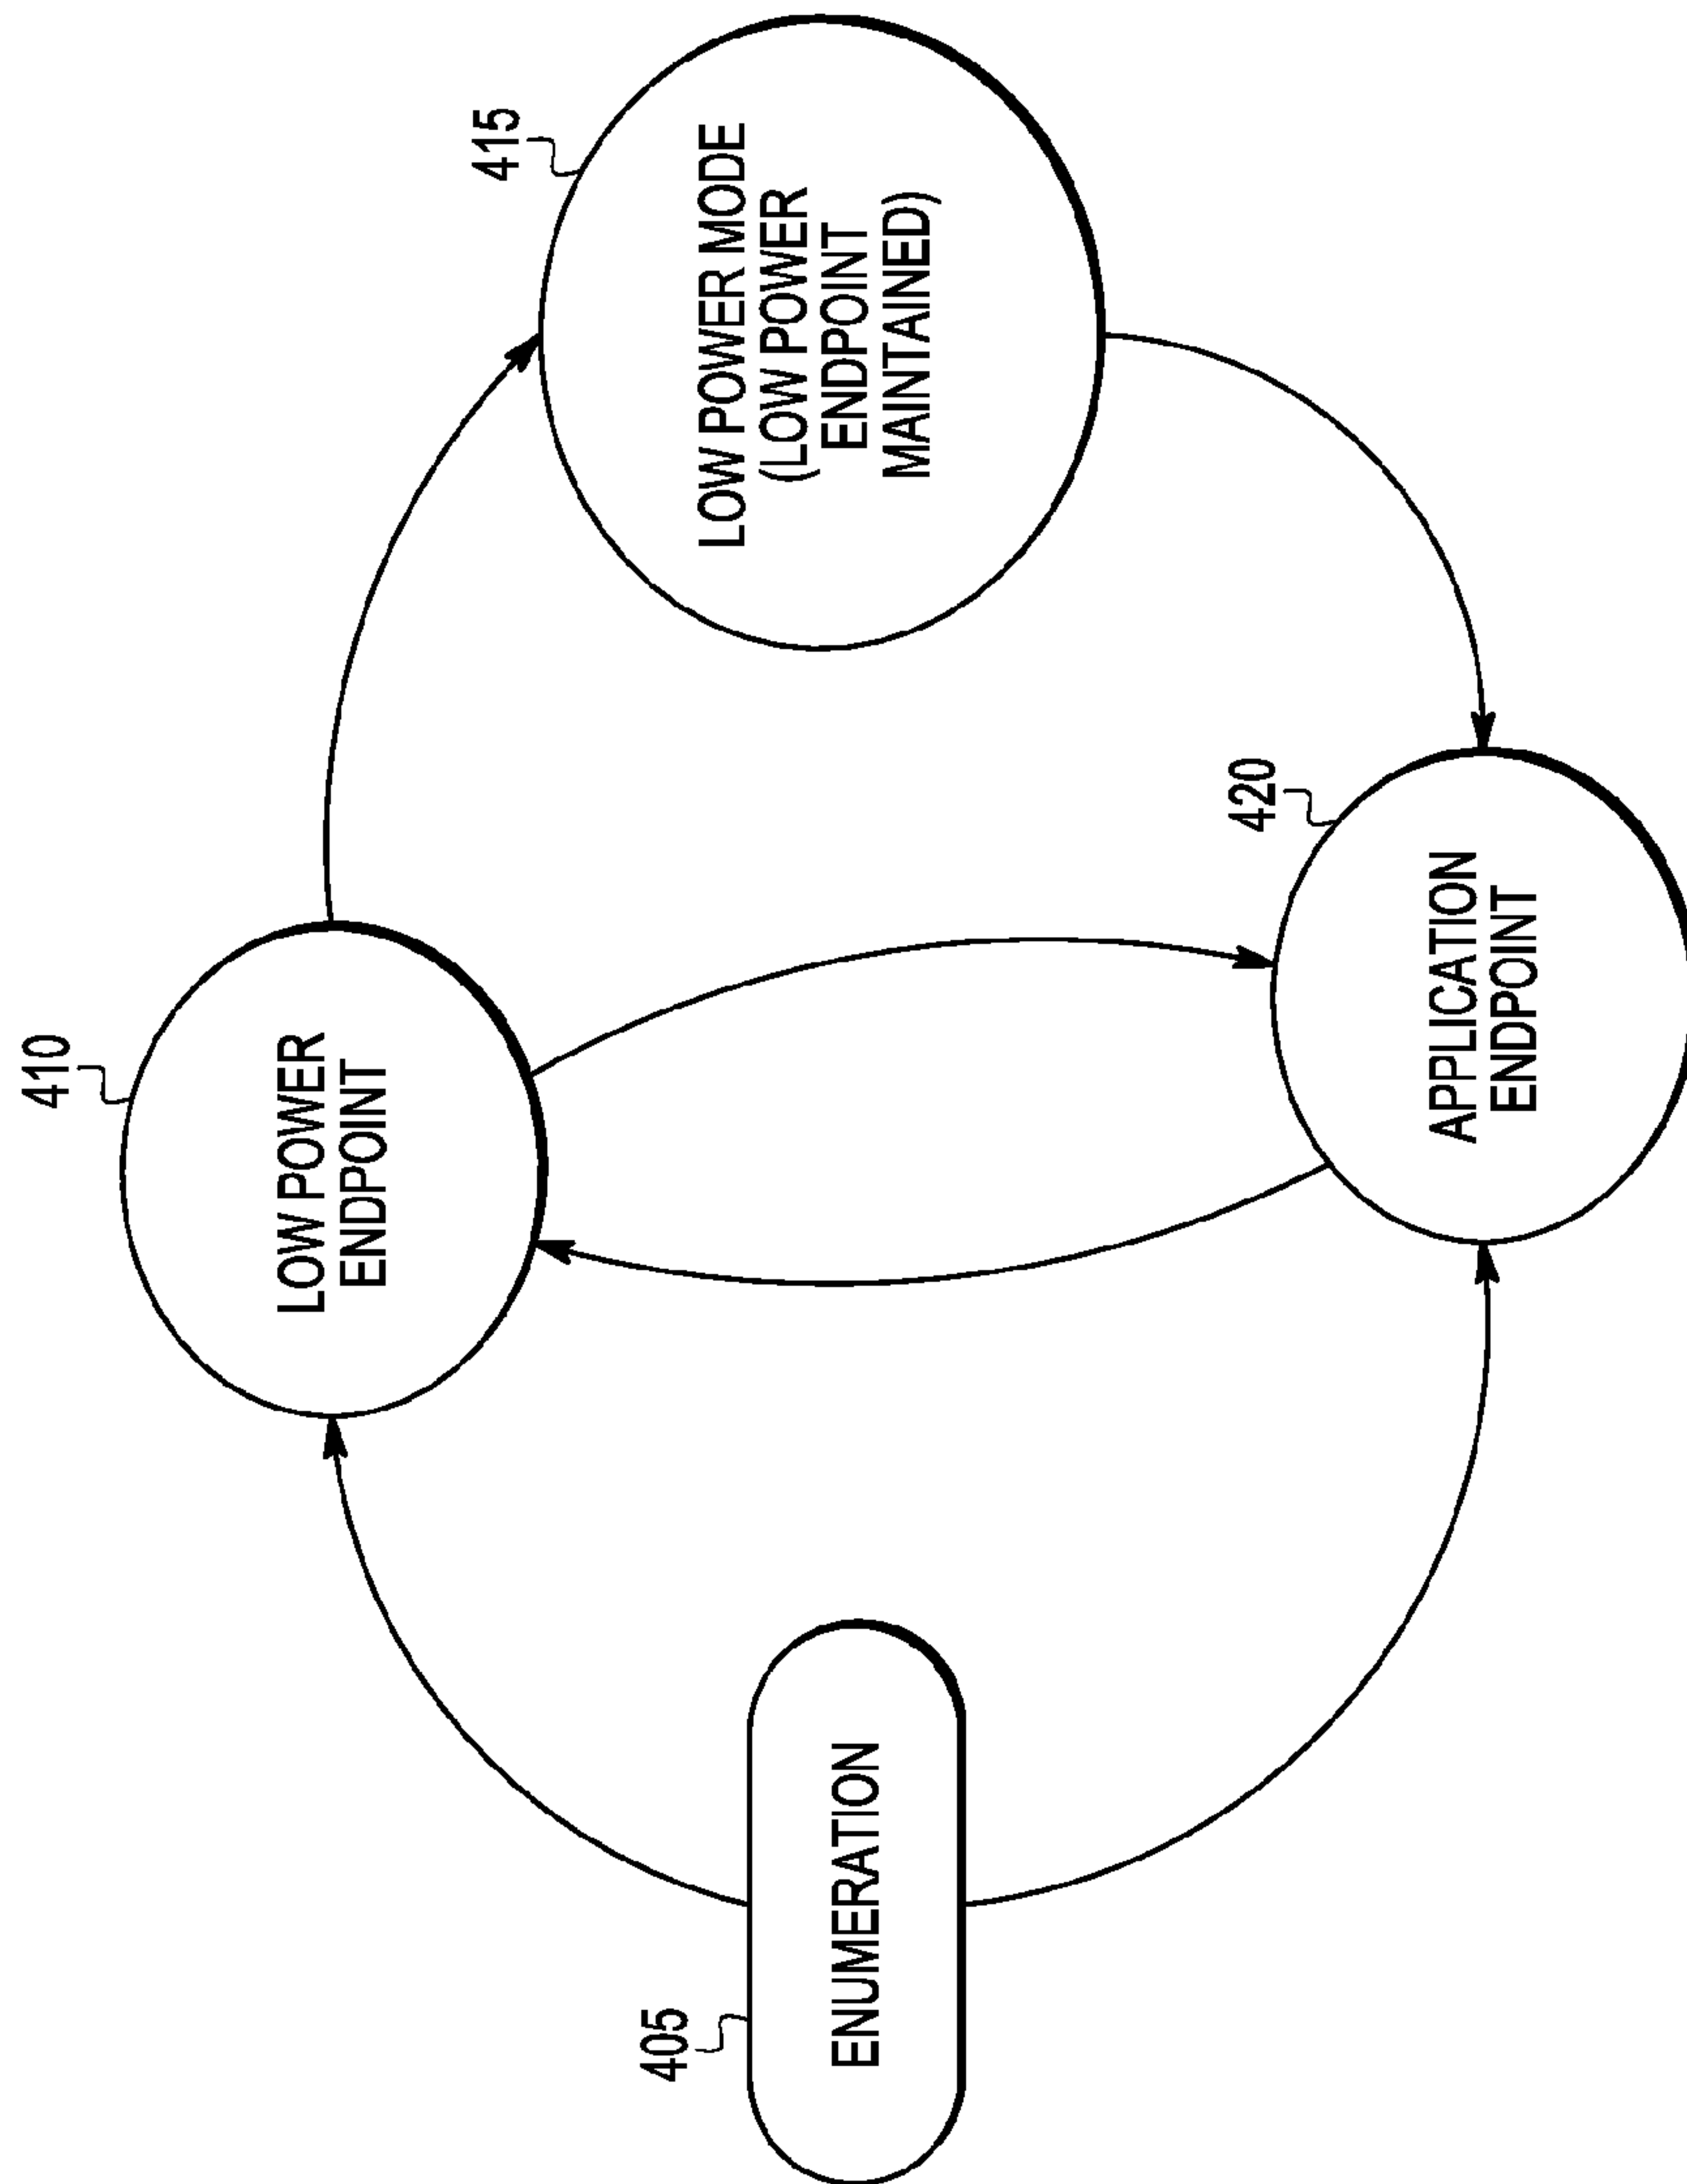 405
ENUMERATION
410
LOW POWER
ENDPOINT
415
LOW POWER MODE
(LOW POWER
ENDPOINT
MAINTAINED)
420
APPLICATION
ENDPOINT